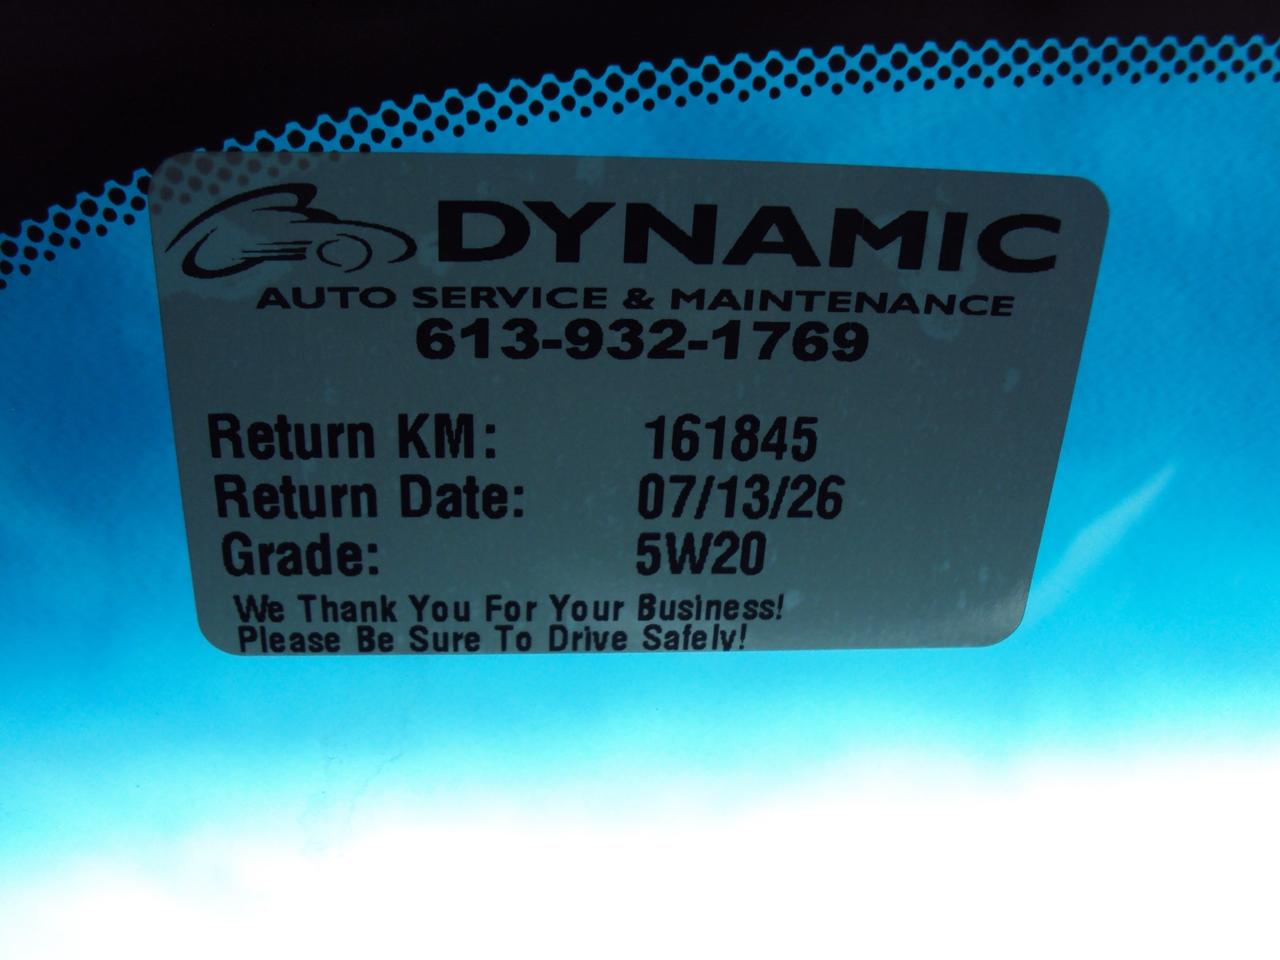 DYNAMIC
AUTO SERVICE & MAINTENANCE
613-932-1769
Return KM: 161845
Return Date: 07/13/26
Grade: 5W20
We Thank You For Your Business!
Please Be Sure To Drive Safely!